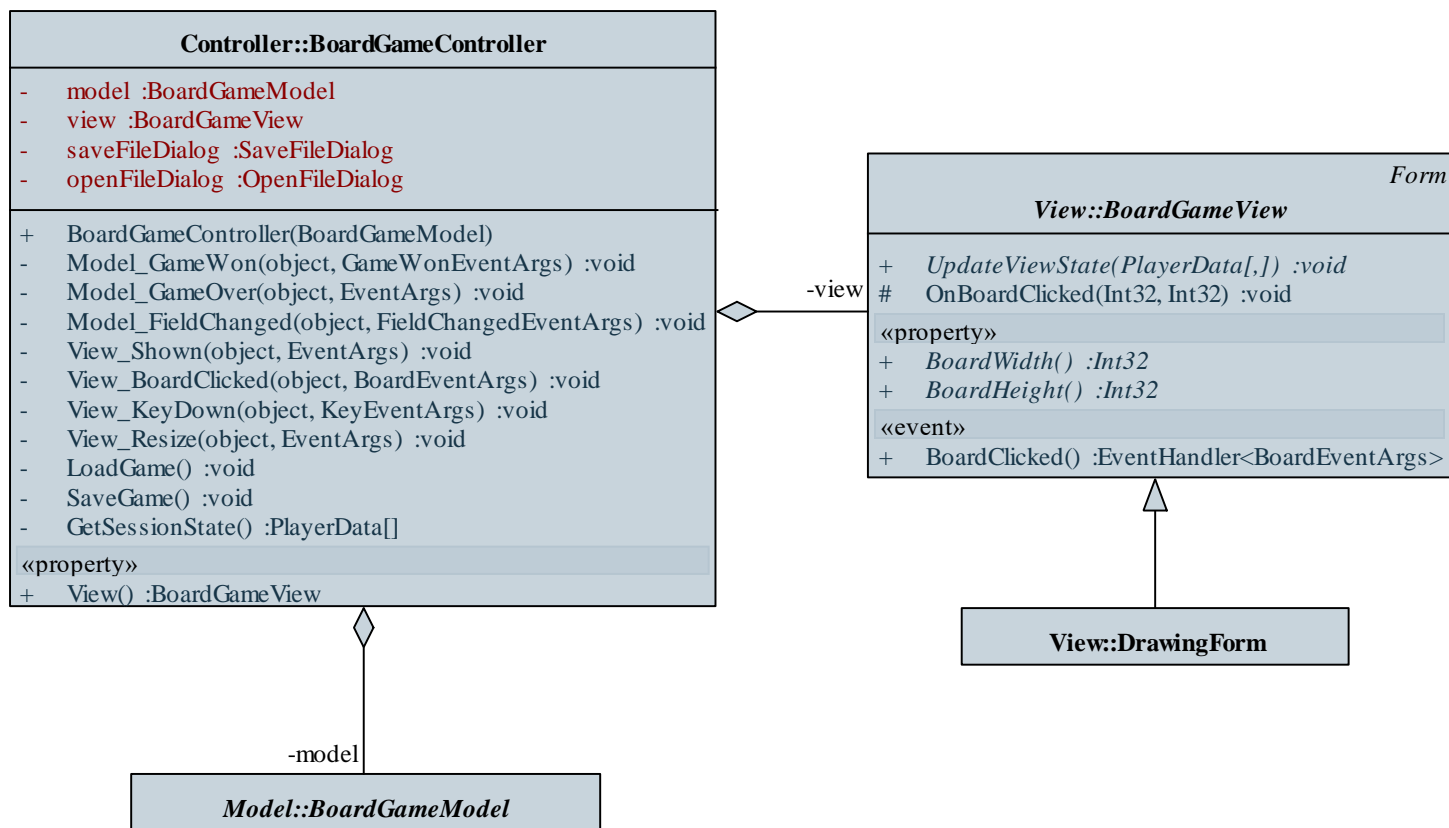 Controller::BoardGameController
- model :BoardGameModel
- view :BoardGameView
- saveFileDialog :SaveFileDialog
- openFileDialog :OpenFileDialog
+ BoardGameController(BoardGameModel)
- Model_GameWon(object, GameWonEventArgs) :void
- Model_GameOver(object, EventArgs) :void
- Model_FieldChanged(object, FieldChangedEventArgs) :void
- View_Shown(object, EventArgs) :void
- View_BoardClicked(object, BoardEventArgs) :void
- View_KeyDown(object, KeyEventArgs) :void
- View_Resize(object, EventArgs) :void
- LoadGame() :void
- SaveGame() :void
- GetSessionState() :PlayerData[]
«property»
+ View() :BoardGameView
-view
Form
View::BoardGameView
+ UpdateViewState(PlayerData[,]) :void
# OnBoardClicked(Int32, Int32) :void
«property»
+ BoardWidth() :Int32
+ BoardHeight() :Int32
«event»
+ BoardClicked() :EventHandler<BoardEventArgs>
View::DrawingForm
-model
Model::BoardGameModel